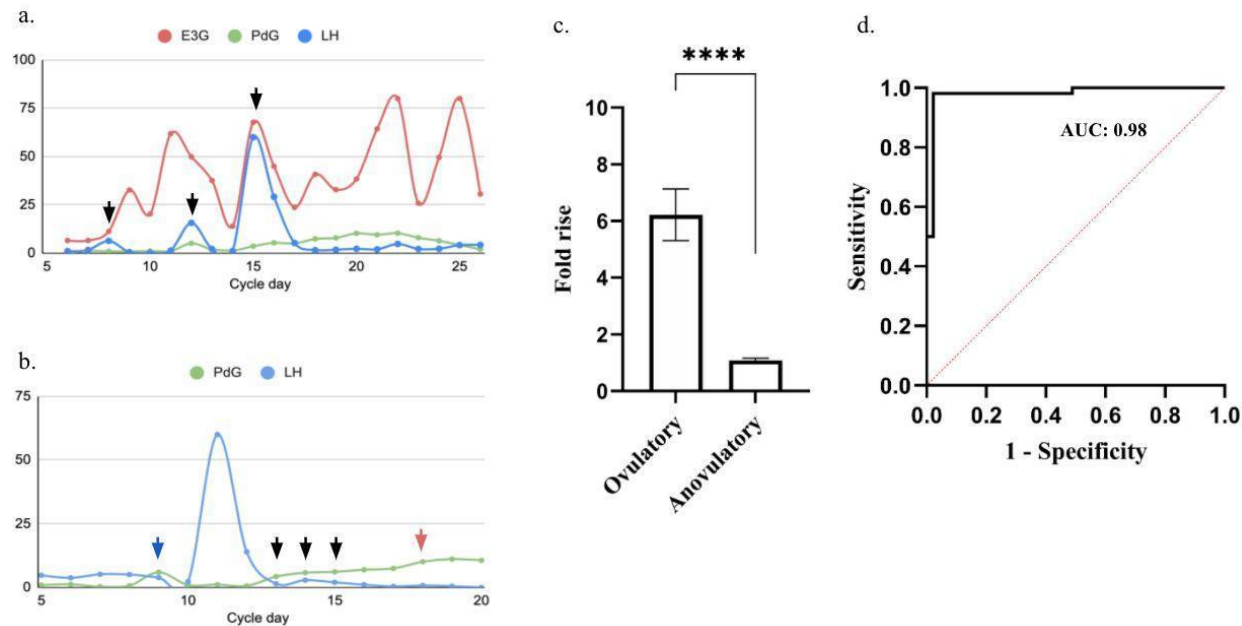 a.
E3G PdG LH
100
75
50
25
0
5 10 15 20 25
Cycle day
b.
PdG LH
75
50
25
0
5 10 15 20
Cycle day
c.
****
10
8
6
4
2
0
Fold rise
Ovulatory
Anovulatory
d.
1.0
0.8
0.6
0.4
0.2
0.0
Sensitivity
AUC: 0.98
0.0 0.2 0.4 0.6 0.8 1.0
1 - Specificity